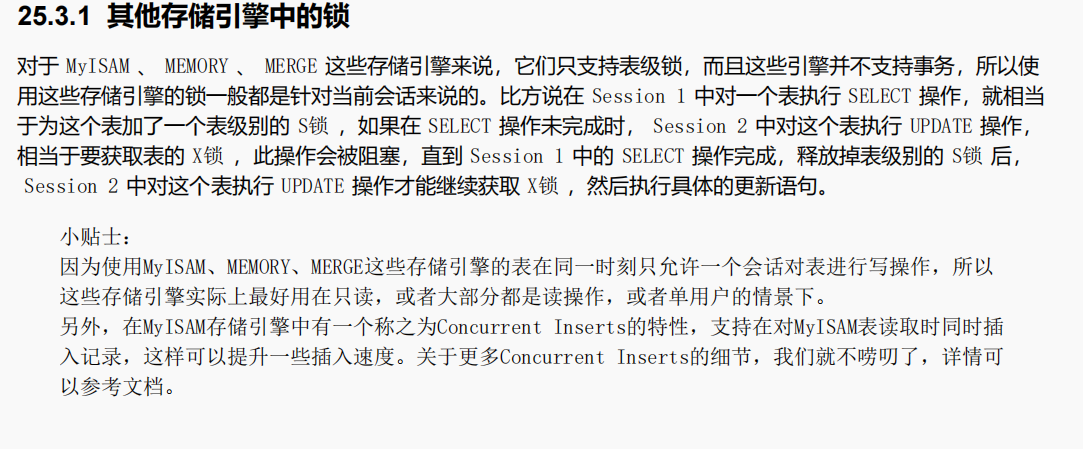 25.3.1 其他存储引擎中的锁
对于 MyISAM 、 MEMORY 、 MERGE 这些存储引擎来说，它们只支持表级锁，而且这些引擎并不支持事务，所以使
用这些存储引擎的锁一般都是针对当前会话来说的。比方说在 Session 1 中对一个表执行 SELECT 操作，就相当
于为这个表加了一个表级别的 S锁 ，如果在 SELECT 操作未完成时， Session 2 中对这个表执行 UPDATE 操作，
相当于要获取表的 X锁 ，此操作会被阻塞，直到 Session 1 中的 SELECT 操作完成，释放掉表级别的 S锁 后，
Session 2 中对这个表执行 UPDATE 操作才能继续获取 X锁 ，然后执行具体的更新语句。
小贴士：
因为使用MyISAM、MEMORY、MERGE这些存储引擎的表在同一时刻只允许一个会话对表进行写操作，所以
这些存储引擎实际上最好用在只读，或者大部分都是读操作，或者单用户的情景下。
另外，在MyISAM存储引擎中有一个称之为Concurrent Inserts的特性，支持在对MyISAM表读取时同时插
入记录，这样可以提升一些插入速度。关于更多Concurrent Inserts的细节，我们就不唠叨了，详情可
以参考文档。